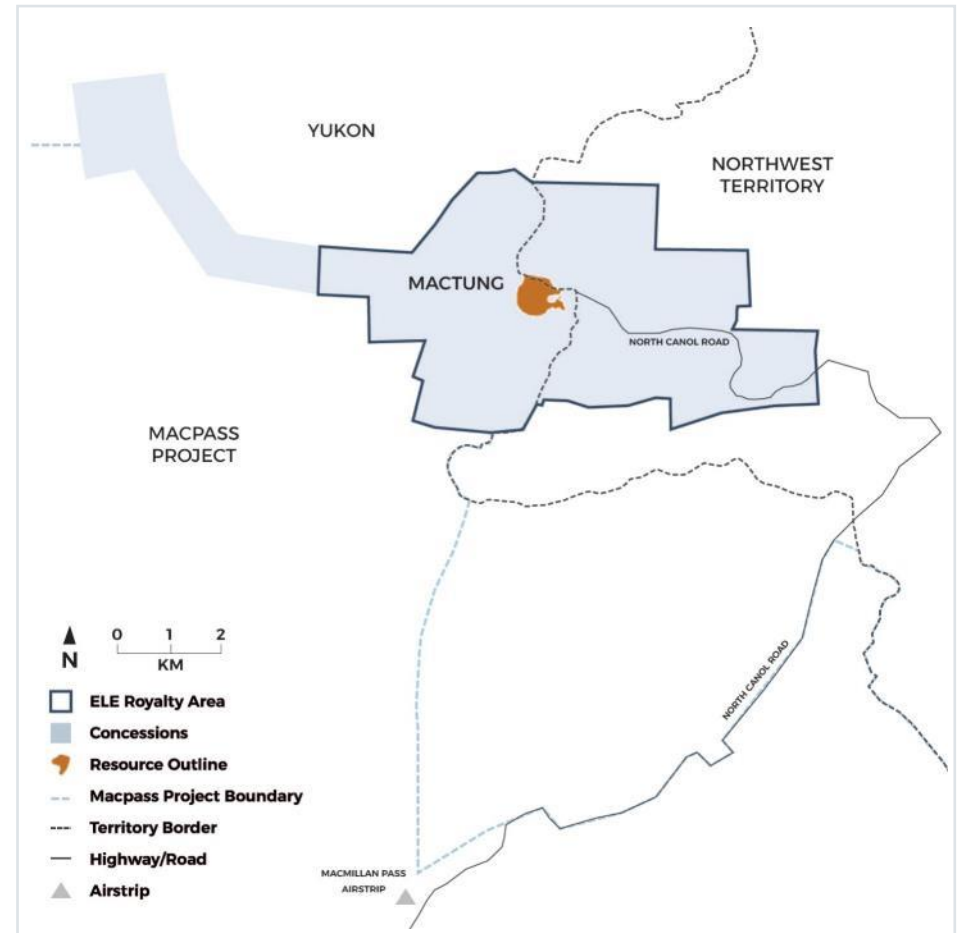 YUKON
NORTHWEST
TERRITORY
MACTUNG
NORTH CANOL ROAD
MACPASS
PROJECT
NORTH CANOL ROAD
MACMILLAN PASS
AIRSTRIP
N
0 1 2
KM
ELE Royalty Area
Concessions
Resource Outline
Macpass Project Boundary
Territory Border
Highway/Road
Airstrip